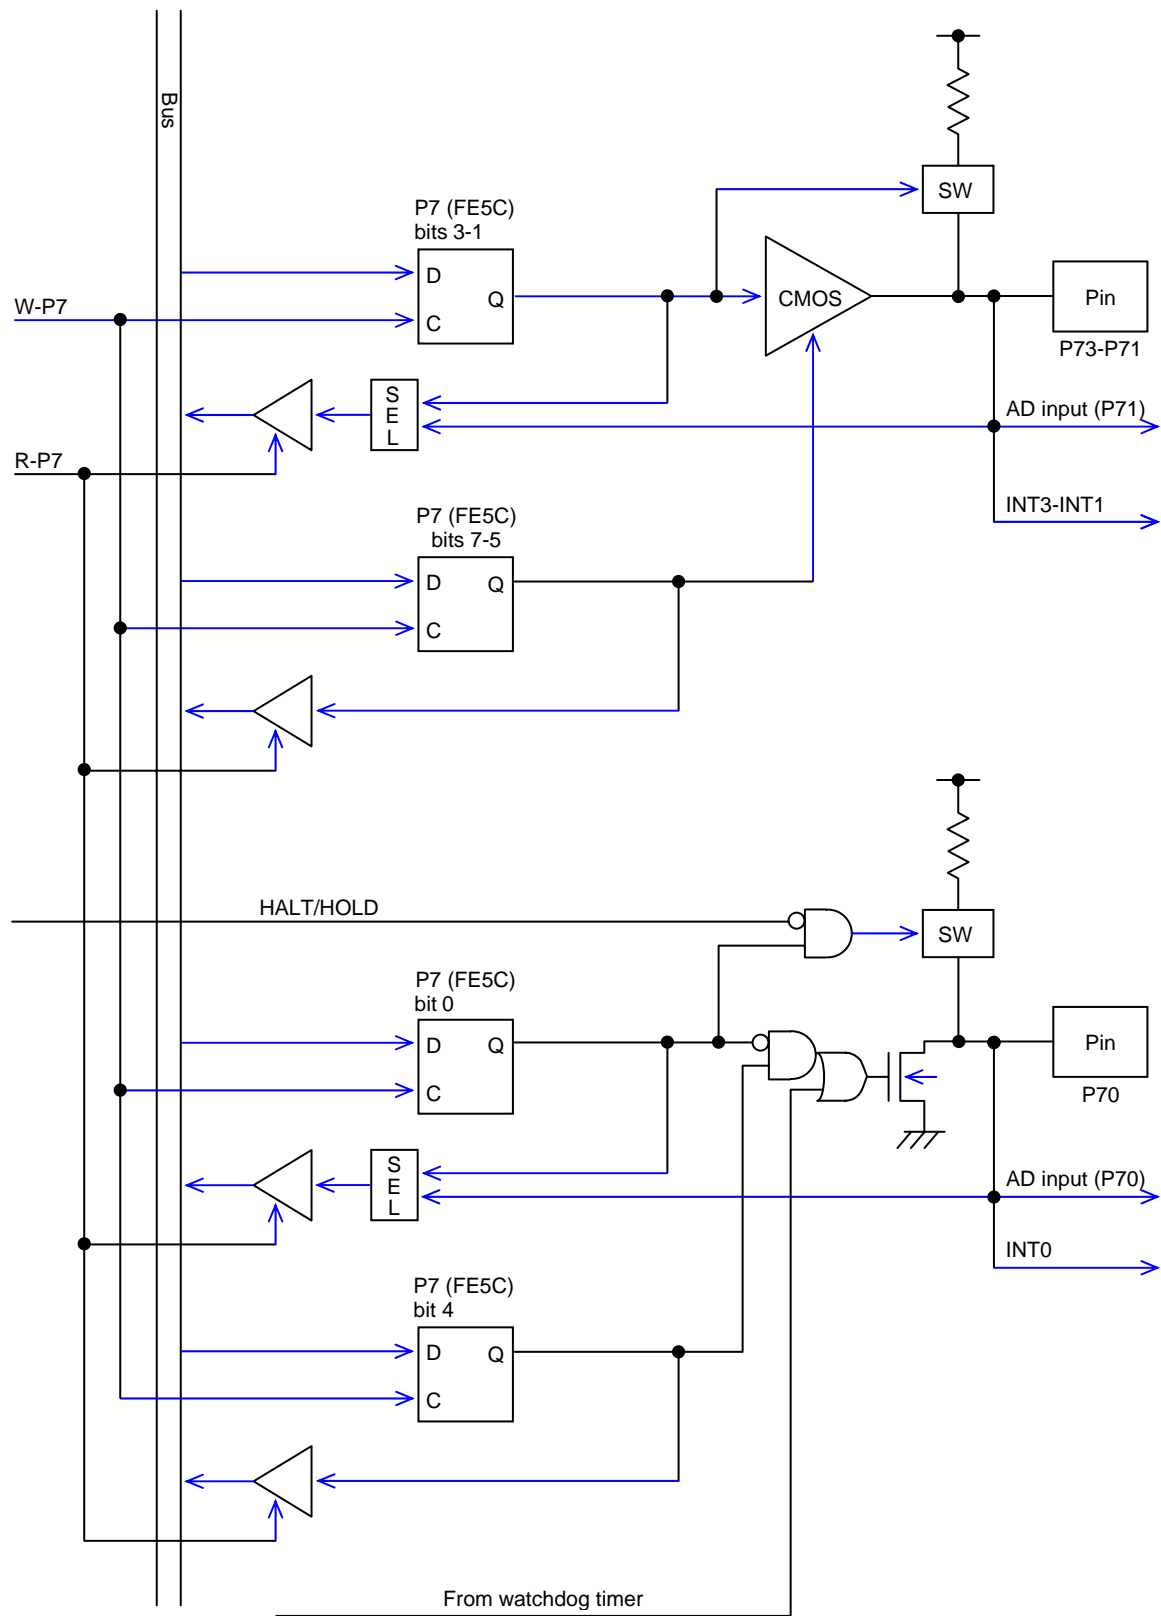 Bus
SW
P7 (FE5C)
bits 3-1
D
Q
C
CMOS
Pin
P73-P71
W-P7
S
E
L
AD input (P71)
R-P7
INT3-INT1
P7 (FE5C)
bits 7-5
D
Q
C
HALT/HOLD
SW
P7 (FE5C)
bit 0
D
Q
C
Pin
P70
S
E
L
AD input (P70)
INT0
P7 (FE5C)
bit 4
D
Q
C
From watchdog timer